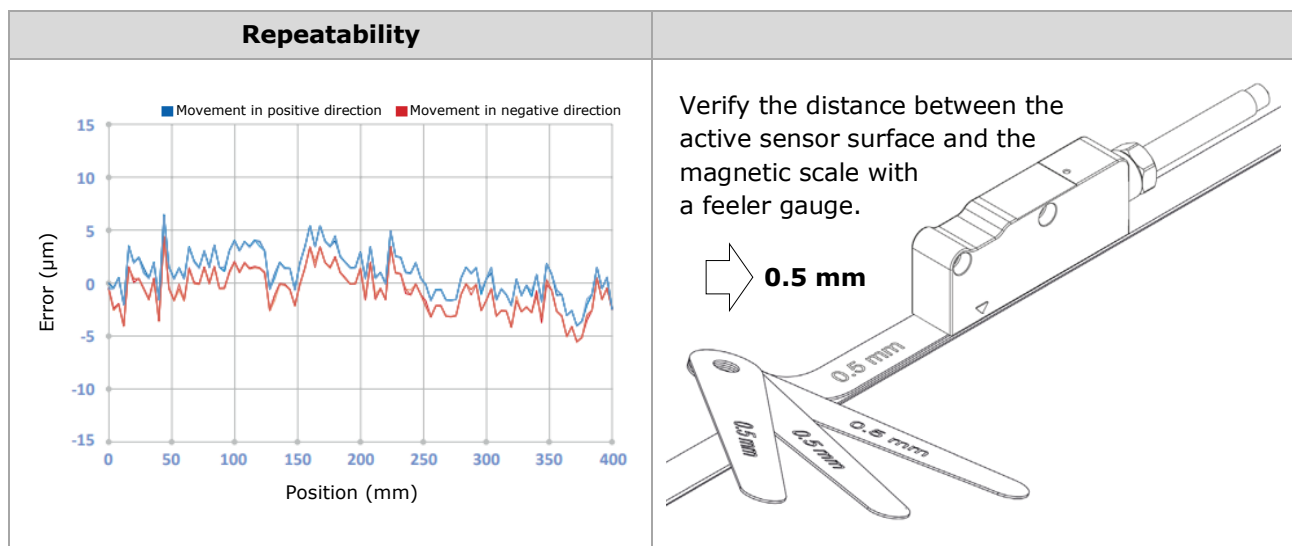 Repeatability
Movement in positive direction Movement in negative direction
15
10
5
0
-5
-10
-15
Error (µm)
0 50 100 150 200 250 300 350 400
Position (mm)
Verify the distance between the
active sensor surface and the
magnetic scale with
a feeler gauge.
0.5 mm
0.5 mm
0.5 mm
0.5 mm
0.5 mm